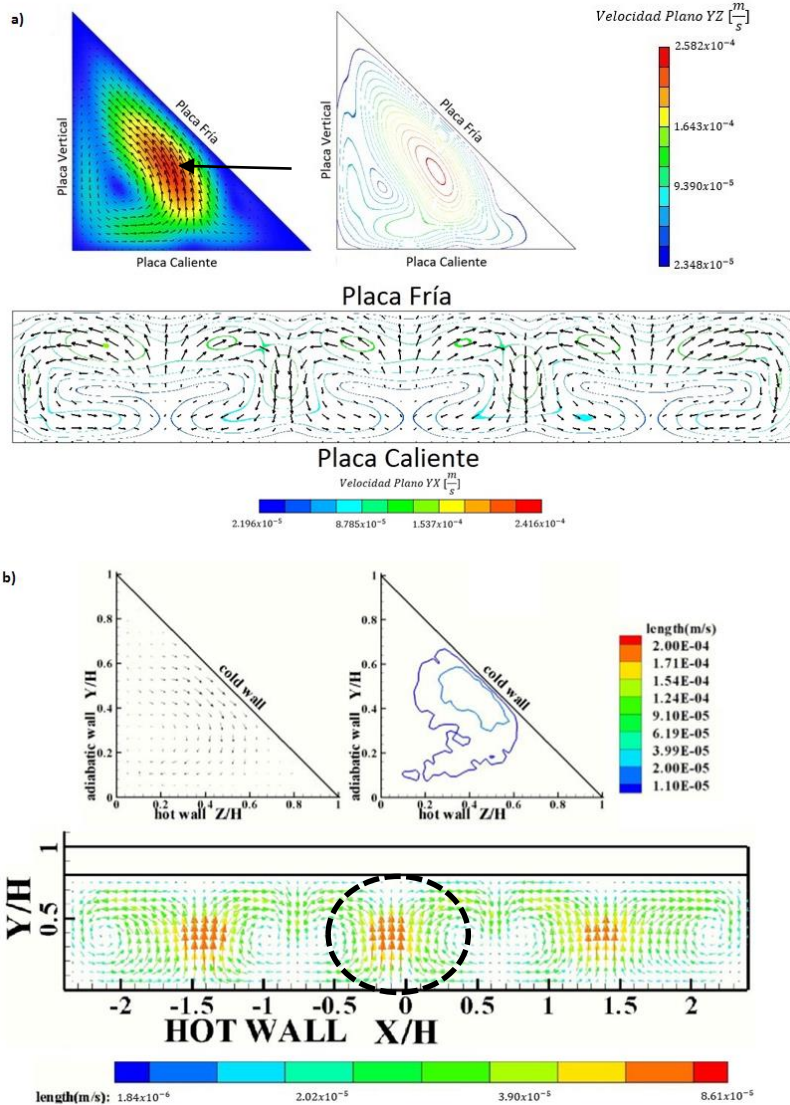 a)
Velocidad Plano YZ [m/s]
Placa Vertical
Placa Fría
Placa Caliente
Placa Vertical
Placa Fría
Placa Caliente
2.582x10⁻⁴
1.643x10⁻⁴
9.390x10⁻⁵
2.348x10⁻⁵
Placa Fría
Placa Caliente
Velocidad Plano YX [m/s]
2.196x10⁻⁵ 8.785x10⁻⁵ 1.537x10⁻⁴ 2.416x10⁻⁴
b)
1
0.8
0.6
0.4
0.2
0
adiabatic wall Y/H
cold wall
0 0.2 0.4 0.6 0.8 1
hot wall Z/H
1
0.8
0.6
0.4
0.2
0
adiabatic wall Y/H
cold wall
0 0.2 0.4 0.6 0.8 1
hot wall Z/H
length(m/s)
2.00E-04
1.71E-04
1.54E-04
1.24E-04
9.10E-05
6.19E-05
3.99E-05
2.00E-05
1.10E-05
Y/H
1
0.5
-2 -1.5 -1 -0.5 0 0.5 1 1.5 2
HOT WALL X/H
length(m/s): 1.84x10⁻⁶ 2.02x10⁻⁵ 3.90x10⁻⁵ 8.61x10⁻⁵